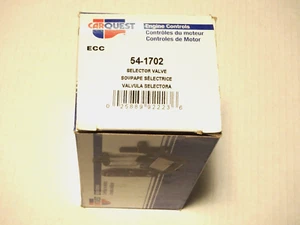 CARQUEST
Engine Controls
Contrôles du moteur
Controles de Motor
ECC
54-1702
SELECTOR VALVE
SOUPAPE SÉLECTRICE
VALVULA SELECTORA